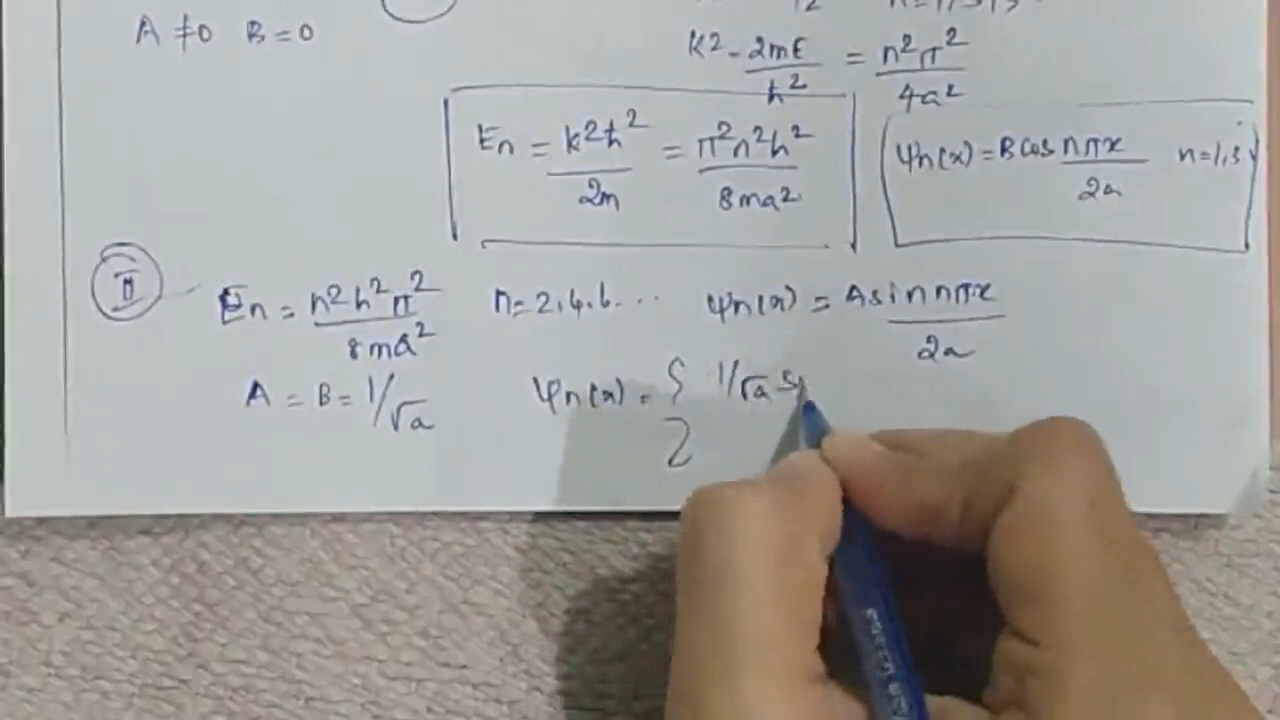 A ≠ 0 B = 0
k² - 2mE/ħ² = n²π²/4a²
En = k²ħ²/2m = π²n²ħ²/8ma²
ψn(x) = B cos nπx/2a n=1,3
II En = n²ħ²π²/8ma² n=2,4,6... ψn(x) = A sin nπx/2a
A = B = 1/√a ψn(x) = { 1/√a s